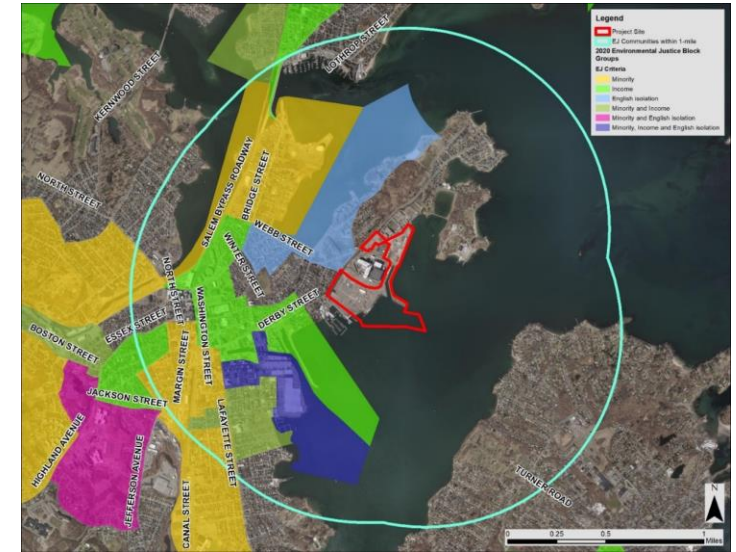 Legend
Project Site
EJ Communities within 1-mile
2020 Environmental Justice Block
Groups
EJ Criteria
Minority
Income
English isolation
Minority and Income
Minority and English isolation
Minority, Income and English isolation
LOTHROP STREET
KERNWOOD STREET
NORTH STREET
SALEM BYPASS ROADWAY
BRIDGE STREET
WEBB STREET
WINTER STREET
NORTH STREET
WASHINGTON STREET
DERBY STREET
ESSEX STREET
BOSTON STREET
MARGIN STREET
JACKSON STREET
LAFAYETTE STREET
HIGHLAND AVENUE
JEFFERSON AVENUE
CANAL STREET
TURNER ROAD
N
0 0.25 0.5 1
Miles